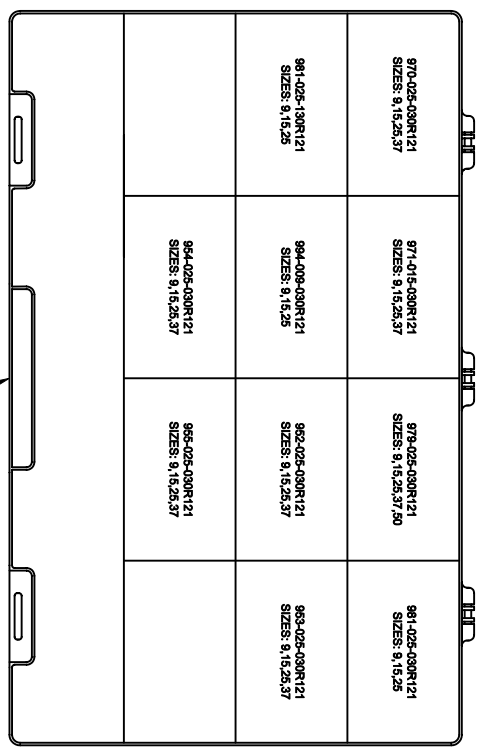 970-025-030R121
SIZES: 9,15,25,37
971-015-030R121
SIZES: 9,15,25,37
979-025-030R121
SIZES: 9,15,25,37,50
981-025-030R121
SIZES: 9,15,25
981-025-130R121
SIZES: 9,15,25
994-009-030R121
SIZES: 9,15,25
952-025-030R121
SIZES: 9,15,25,37
953-025-030R121
SIZES: 9,15,25,37
954-025-030R121
SIZES: 9,15,25,37
955-025-030R121
SIZES: 9,15,25,37